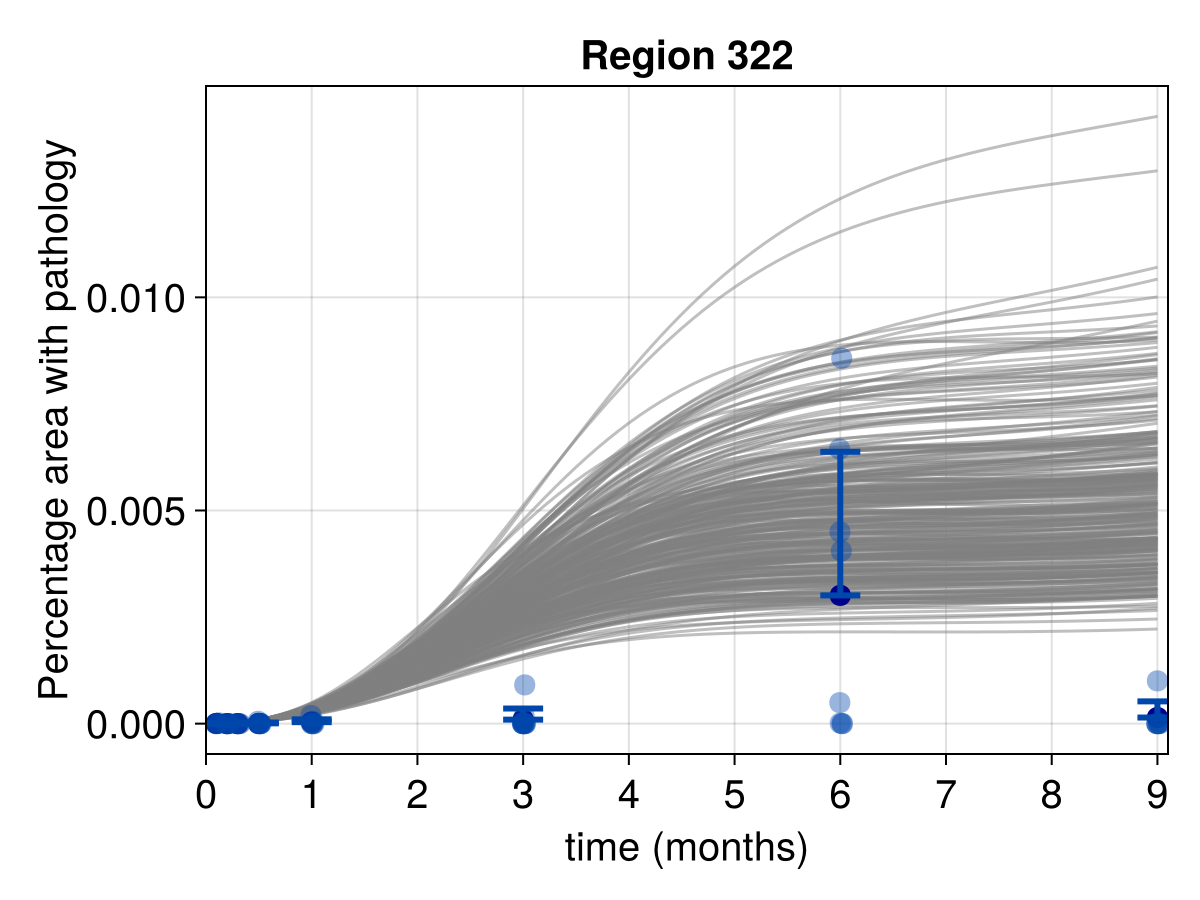 Region 322
Percentage area with pathology
0.010
0.005
0.000
0 1 2 3 4 5 6 7 8 9
time (months)